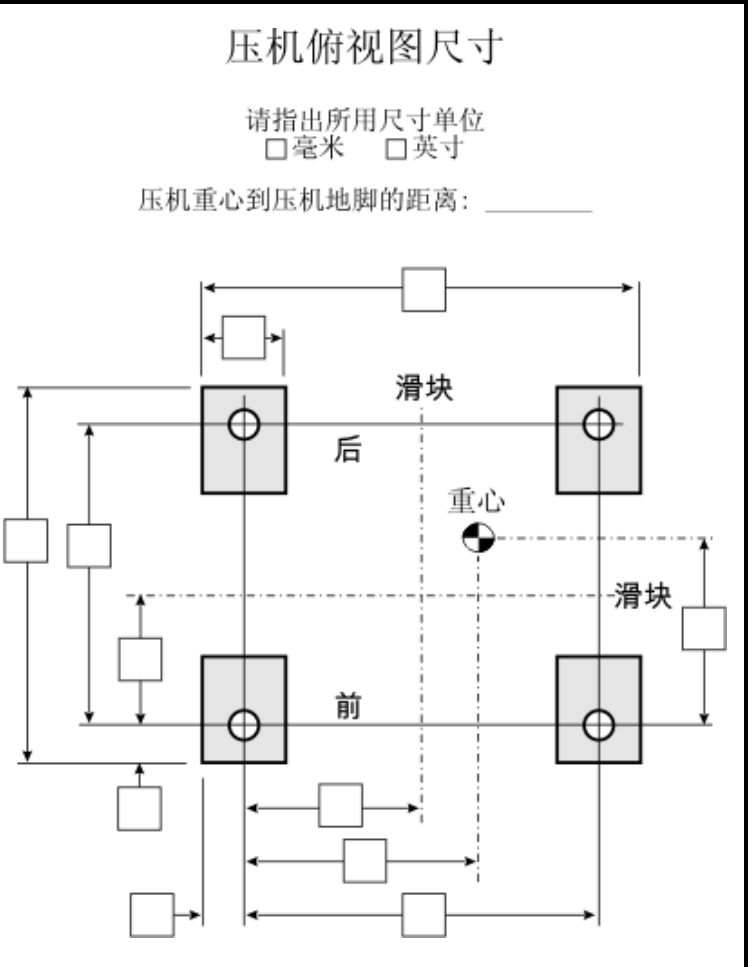 压机俯视图尺寸
请指出所用尺寸单位
□毫米 □英寸
压机重心到压机地脚的距离：________
滑块
后
重心
滑块
前